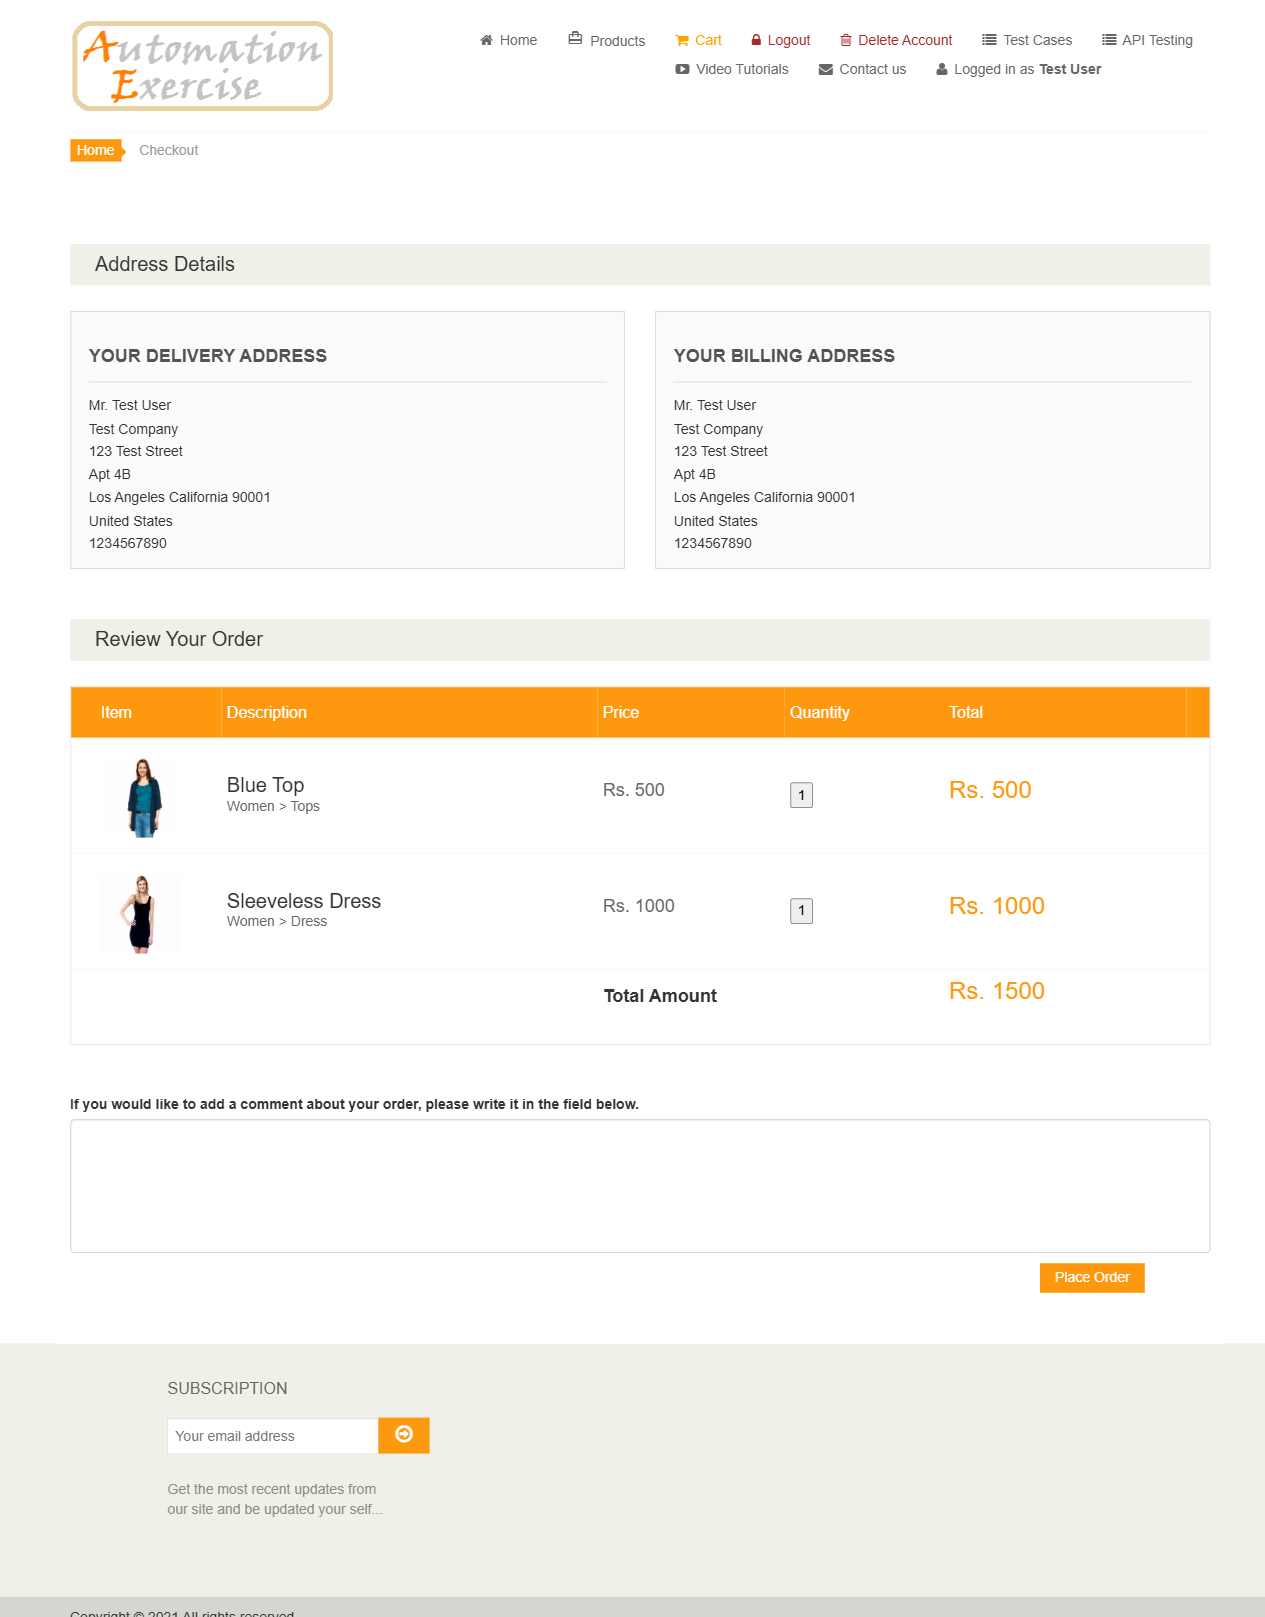 Automation
Exercise
Home Products Cart Logout Delete Account Test Cases API Testing
Video Tutorials Contact us Logged in as Test User
Home Checkout
Address Details
YOUR DELIVERY ADDRESS
Mr. Test User
Test Company
123 Test Street
Apt 4B
Los Angeles California 90001
United States
1234567890
YOUR BILLING ADDRESS
Mr. Test User
Test Company
123 Test Street
Apt 4B
Los Angeles California 90001
United States
1234567890
Review Your Order
Item Description Price Quantity Total
Blue Top
Women > Tops
Rs. 500 1 Rs. 500
Sleeveless Dress
Women > Dress
Rs. 1000 1 Rs. 1000
Total Amount Rs. 1500
If you would like to add a comment about your order, please write it in the field below.
Place Order
SUBSCRIPTION
Your email address
Get the most recent updates from
our site and be updated your self...
Copyright © 2021 All rights reserved